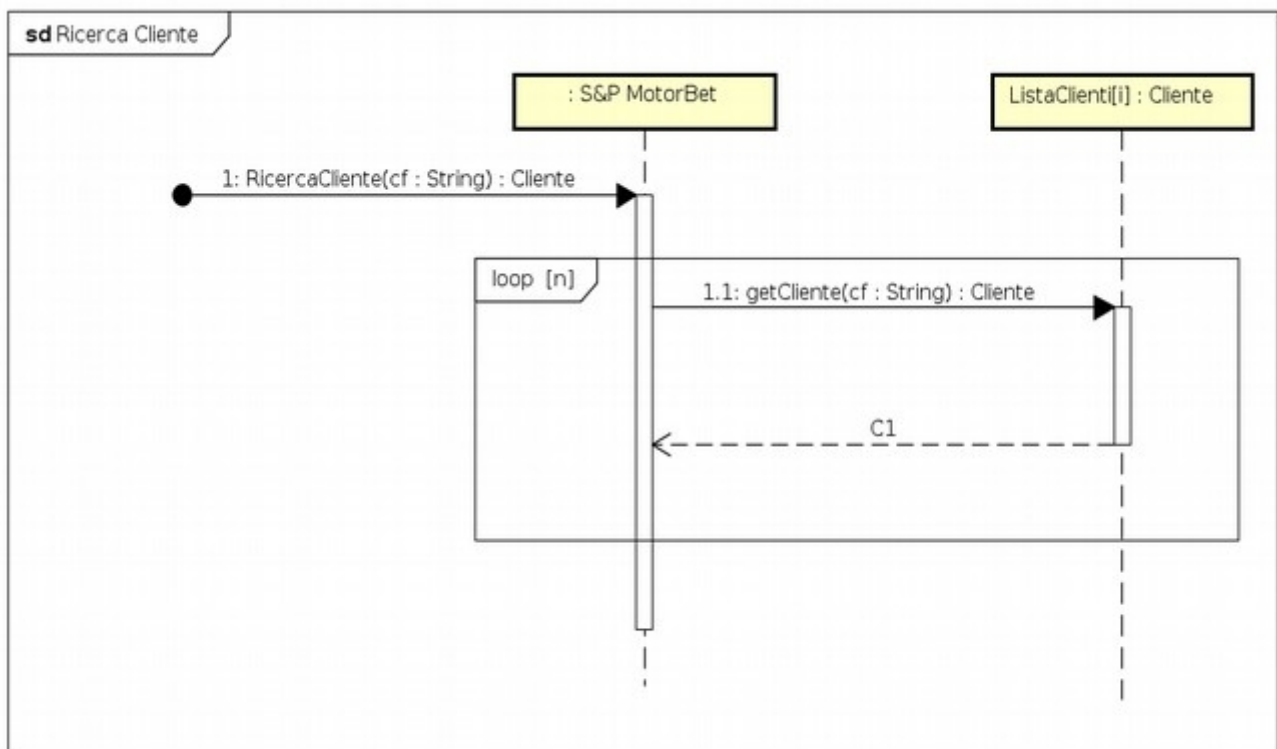 sd Ricerca Cliente
: S&P MotorBet
ListaClienti[i] : Cliente
1: RicercaCliente(cf : String) : Cliente
loop [n]
1.1: getCliente(cf : String) : Cliente
C1